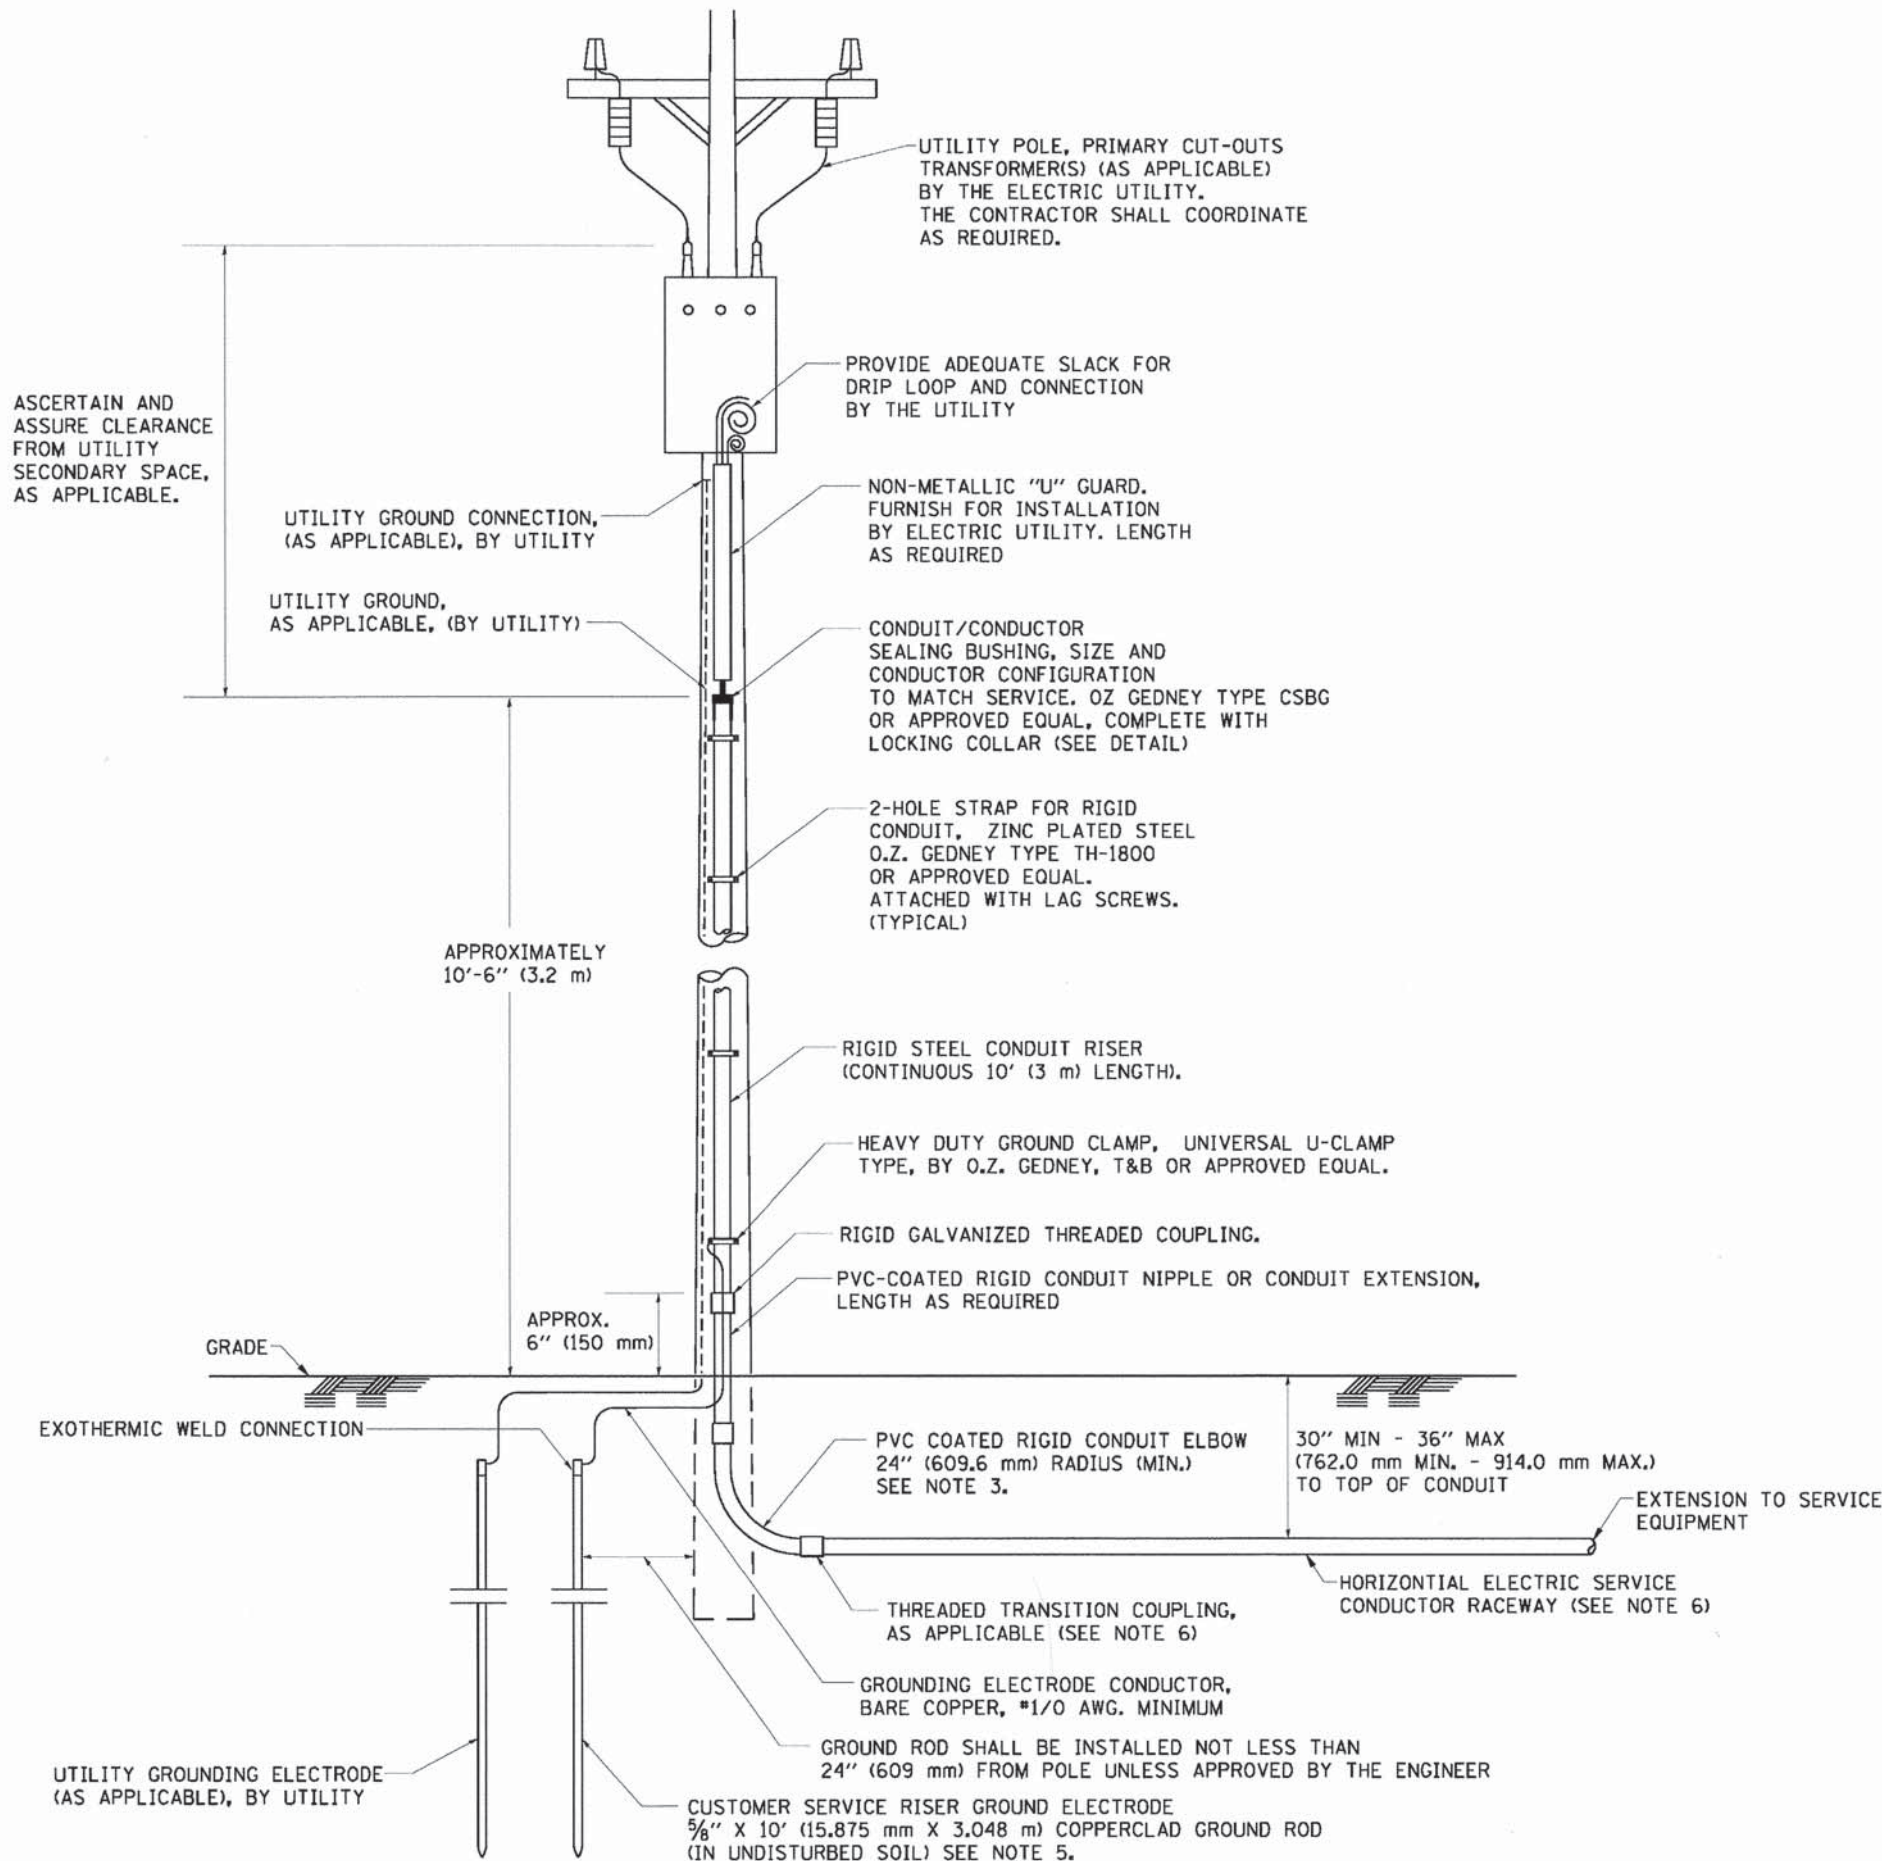 UTILITY POLE, PRIMARY CUT-OUTS
TRANSFORMER(S) (AS APPLICABLE)
BY THE ELECTRIC UTILITY.
THE CONTRACTOR SHALL COORDINATE
AS REQUIRED.
PROVIDE ADEQUATE SLACK FOR
DRIP LOOP AND CONNECTION
BY THE UTILITY
ASCERTAIN AND
ASSURE CLEARANCE
FROM UTILITY
SECONDARY SPACE,
AS APPLICABLE.
NON-METALLIC "U" GUARD.
FURNISH FOR INSTALLATION
BY ELECTRIC UTILITY. LENGTH
AS REQUIRED
UTILITY GROUND CONNECTION,
(AS APPLICABLE), BY UTILITY
UTILITY GROUND,
AS APPLICABLE, (BY UTILITY)
CONDUIT/CONDUCTOR
SEALING BUSHING, SIZE AND
CONDUCTOR CONFIGURATION
TO MATCH SERVICE. OZ GEDNEY TYPE CSBG
OR APPROVED EQUAL, COMPLETE WITH
LOCKING COLLAR (SEE DETAIL)
2-HOLE STRAP FOR RIGID
CONDUIT, ZINC PLATED STEEL
O.Z. GEDNEY TYPE TH-1800
OR APPROVED EQUAL.
ATTACHED WITH LAG SCREWS.
(TYPICAL)
APPROXIMATELY
10'-6" (3.2 m)
RIGID STEEL CONDUIT RISER
(CONTINUOUS 10' (3 m) LENGTH).
HEAVY DUTY GROUND CLAMP, UNIVERSAL U-CLAMP
TYPE, BY O.Z. GEDNEY, T&B OR APPROVED EQUAL.
RIGID GALVANIZED THREADED COUPLING.
PVC-COATED RIGID CONDUIT NIPPLE OR CONDUIT EXTENSION,
LENGTH AS REQUIRED
APPROX.
6" (150 mm)
GRADE
EXOTHERMIC WELD CONNECTION
PVC COATED RIGID CONDUIT ELBOW
24" (609.6 mm) RADIUS (MIN.)
SEE NOTE 3.
30" MIN - 36" MAX
(762.0 mm MIN. - 914.0 mm MAX.)
TO TOP OF CONDUIT
EXTENSION TO SERVICE
EQUIPMENT
HORIZONTIAL ELECTRIC SERVICE
CONDUCTOR RACEWAY (SEE NOTE 6)
THREADED TRANSITION COUPLING,
AS APPLICABLE (SEE NOTE 6)
GROUNDING ELECTRODE CONDUCTOR,
BARE COPPER, #1/0 AWG. MINIMUM
GROUND ROD SHALL BE INSTALLED NOT LESS THAN
24" (609 mm) FROM POLE UNLESS APPROVED BY THE ENGINEER
UTILITY GROUNDING ELECTRODE
(AS APPLICABLE), BY UTILITY
CUSTOMER SERVICE RISER GROUND ELECTRODE
5/8" X 10' (15.875 mm X 3.048 m) COPPERCLAD GROUND ROD
(IN UNDISTURBED SOIL) SEE NOTE 5.